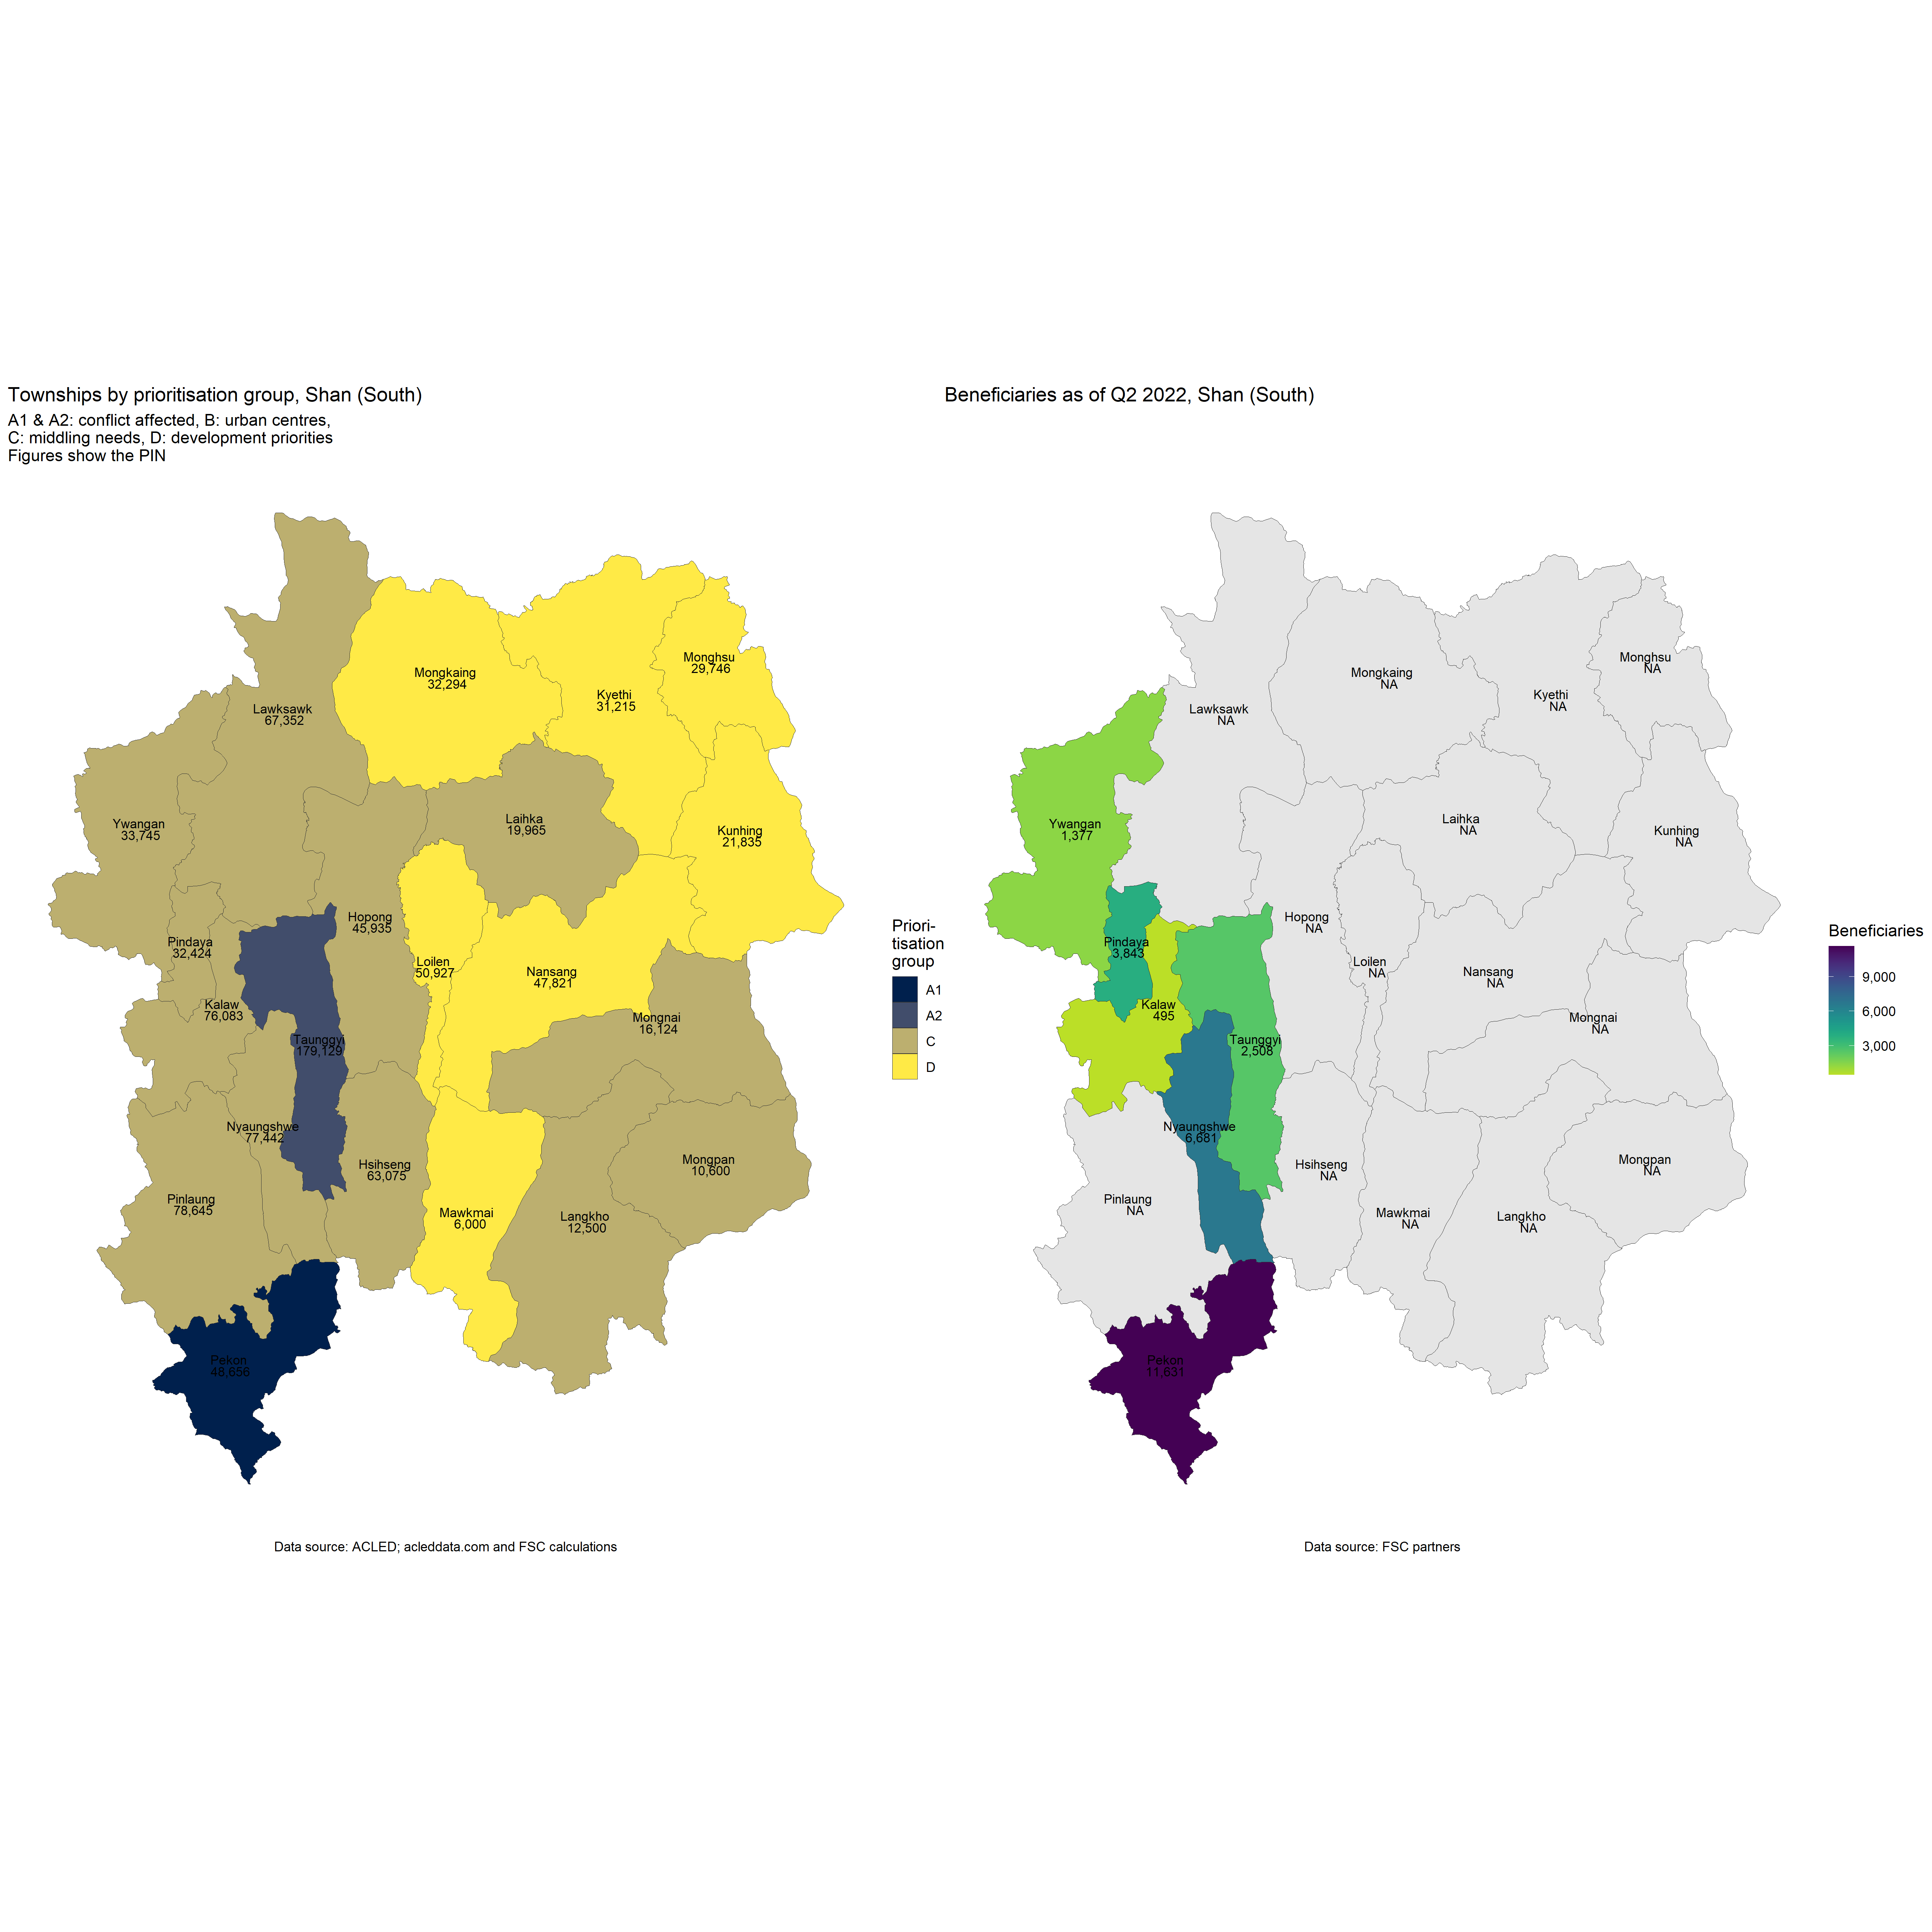 Townships by prioritisation group, Shan (South)
A1 & A2: conflict affected, B: urban centres,
C: middling needs, D: development priorities
Figures show the PIN
Mongkaing
32,294
Monghsu
29,746
Kyethi
31,215
Lawksawk
67,352
Ywangan
33,745
Laihka
19,965
Kunhing
21,835
Hopong
45,935
Pindaya
32,424
Loilen
50,927
Nansang
47,821
Kalaw
76,083
Mongnai
16,124
Taunggyi
179,129
Nyaungshwe
77,442
Hsihseng
63,075
Mongpan
10,600
Pinlaung
78,645
Mawkmai
6,000
Langkho
12,500
Pekon
48,656
Priori-
tisation
group
A1
A2
C
D
Data source: ACLED; acleddata.com and FSC calculations
Beneficiaries as of Q2 2022, Shan (South)
Mongkaing
NA
Monghsu
NA
Kyethi
NA
Lawksawk
NA
Ywangan
1,377
Laihka
NA
Kunhing
NA
Hopong
NA
Pindaya
3,843
Loilen
NA
Nansang
NA
Kalaw
495
Mongnai
NA
Taunggyi
2,508
Nyaungshwe
6,681
Hsihseng
NA
Mongpan
NA
Pinlaung
NA
Mawkmai
NA
Langkho
NA
Pekon
11,631
Beneficiaries
9,000
6,000
3,000
Data source: FSC partners